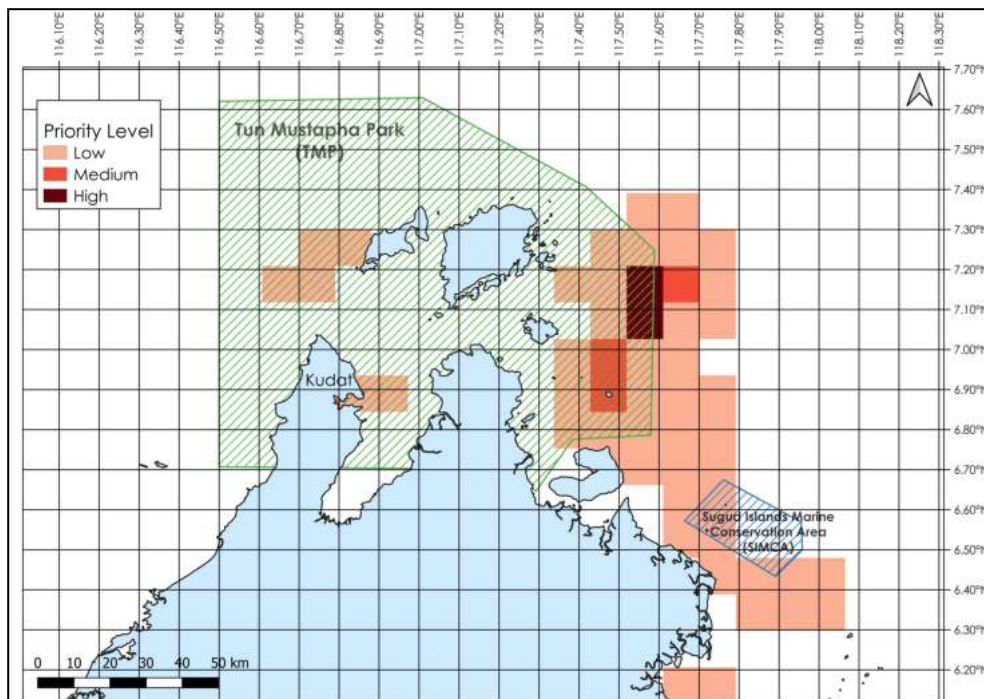 116.10°E 116.20°E 116.30°E 116.40°E 116.50°E 116.60°E 116.70°E 116.80°E 116.90°E 117.00°E 117.10°E 117.20°E 117.30°E 117.40°E 117.50°E 117.60°E 117.70°E 117.80°E 117.90°E 118.00°E 118.10°E 118.20°E 118.30°E
7.70°N
7.60°N
Priority Level
Low
Medium
High
Tun Mustapha Park
(TMP)
7.50°N
7.40°N
7.30°N
7.20°N
7.10°N
7.00°N
Kudat
6.90°N
6.80°N
6.70°N
6.60°N
Sugud Islands Marine
Conservation Area
(SIMCA)
6.50°N
6.40°N
6.30°N
6.20°N
0 10 20 30 40 50 km